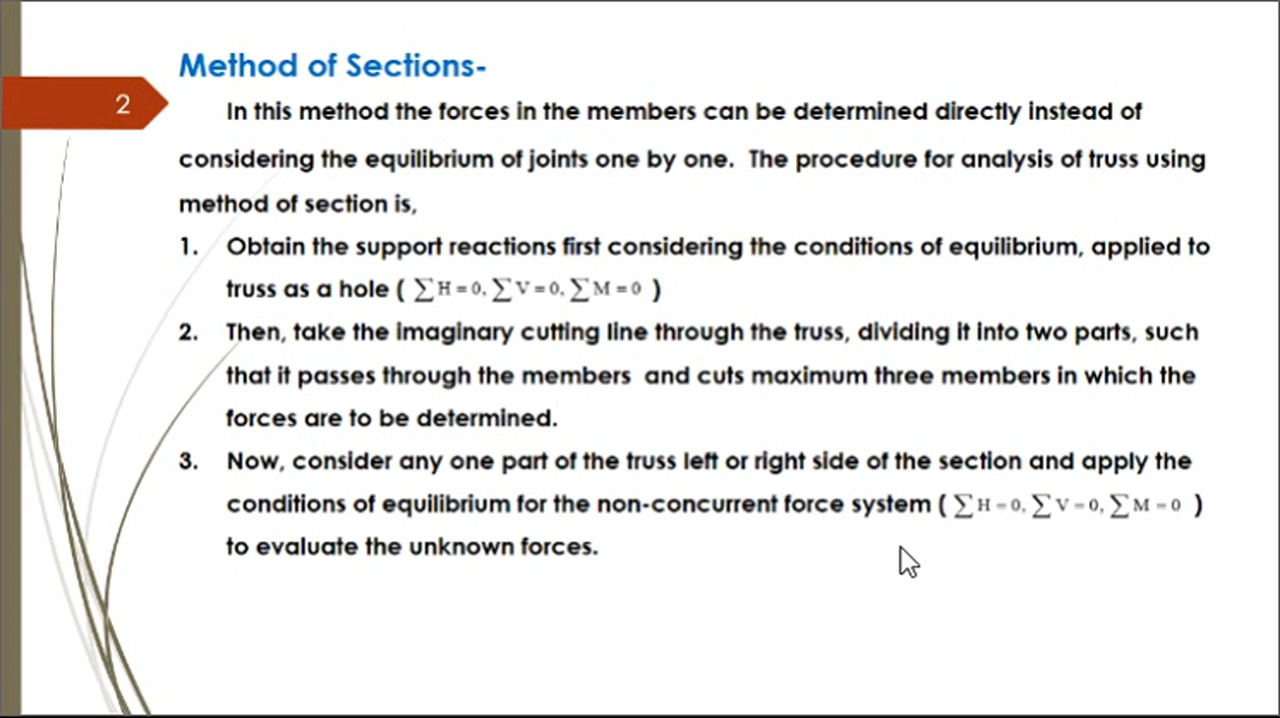 Method of Sections-
2
In this method the forces in the members can be determined directly instead of
considering the equilibrium of joints one by one. The procedure for analysis of truss using
method of section is,
1. Obtain the support reactions first considering the conditions of equilibrium, applied to
truss as a hole ( ∑H = 0, ∑V = 0, ∑M = 0 )
2. Then, take the imaginary cutting line through the truss, dividing it into two parts, such
that it passes through the members and cuts maximum three members in which the
forces are to be determined.
3. Now, consider any one part of the truss left or right side of the section and apply the
conditions of equilibrium for the non-concurrent force system ( ∑H = 0, ∑V = 0, ∑M = 0 )
to evaluate the unknown forces.